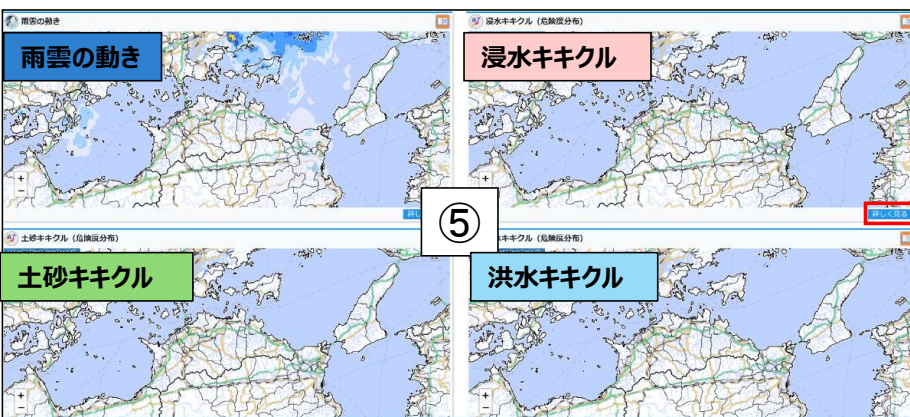 雨雲の動き
浸水キキクル（危険度分布）
雨雲の動き
浸水キキクル
+
−
+
−
詳し
詳しく見る
⑤
土砂キキクル（危険度分布）
水キキクル（危険度分布）
土砂キキクル
洪水キキクル
+
−
+
−